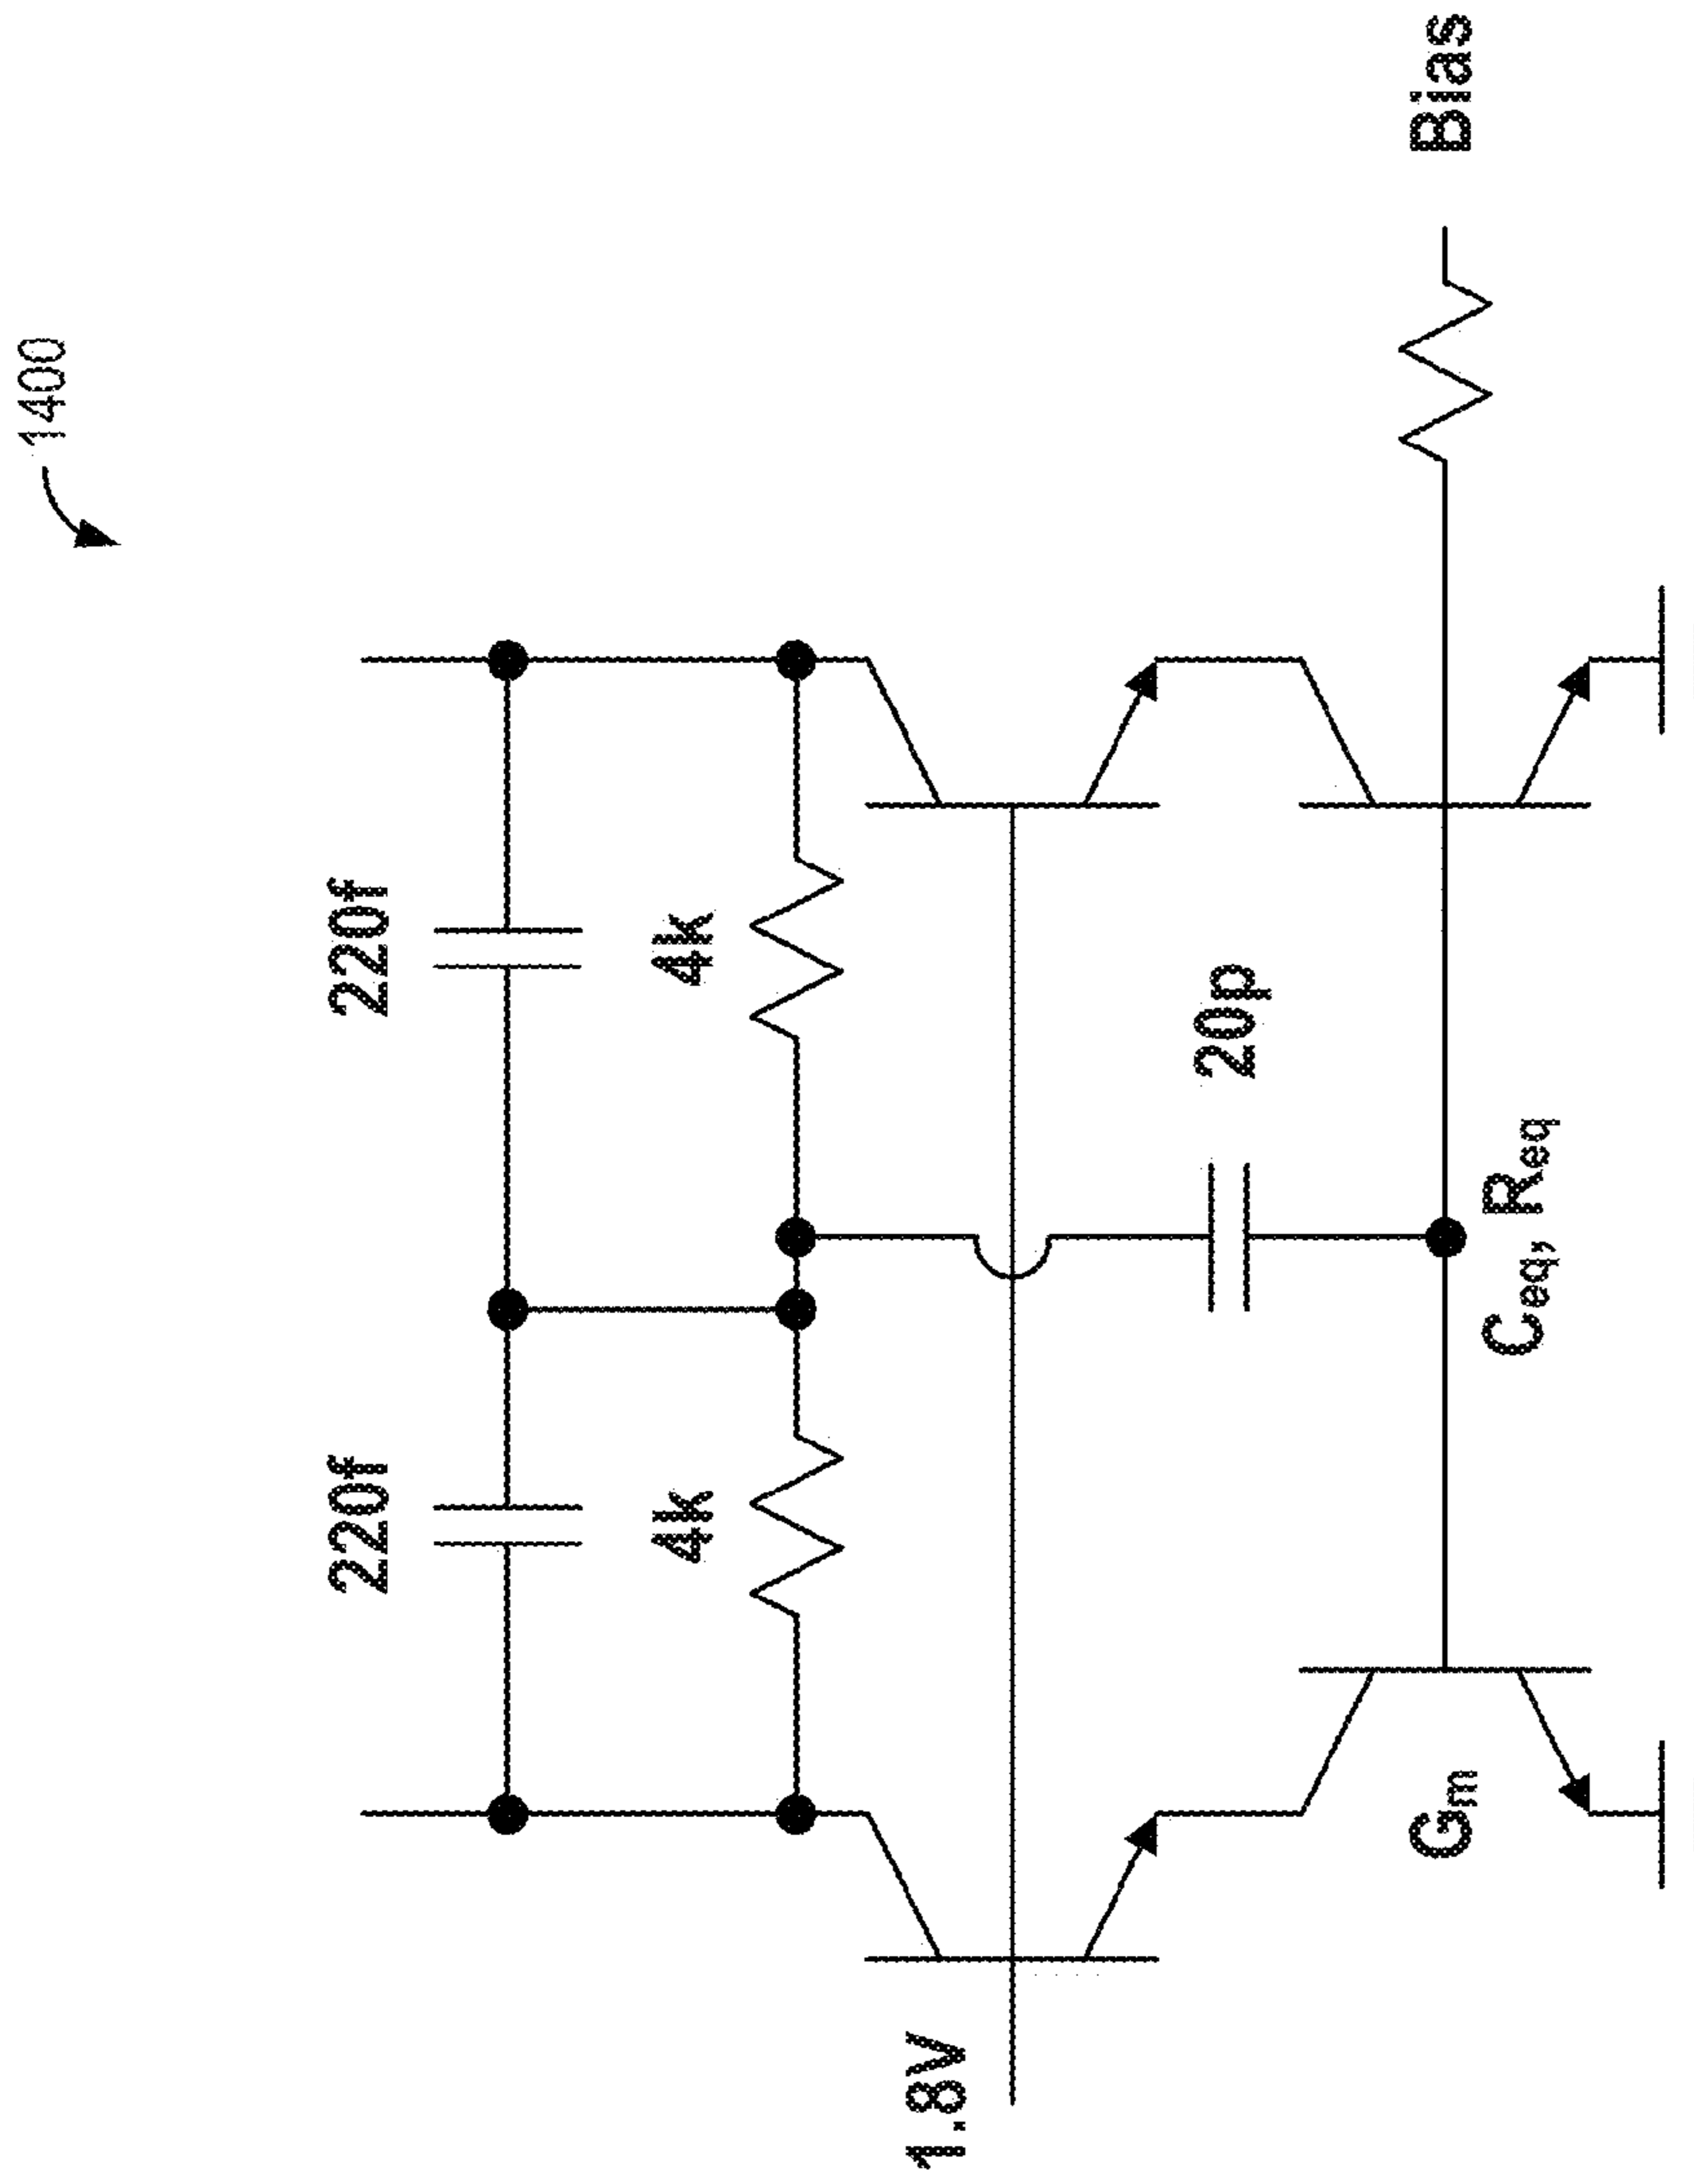 1400
220f
220f
4k
4k
1.8V
20p
Gm
Ceq, Req
Bias